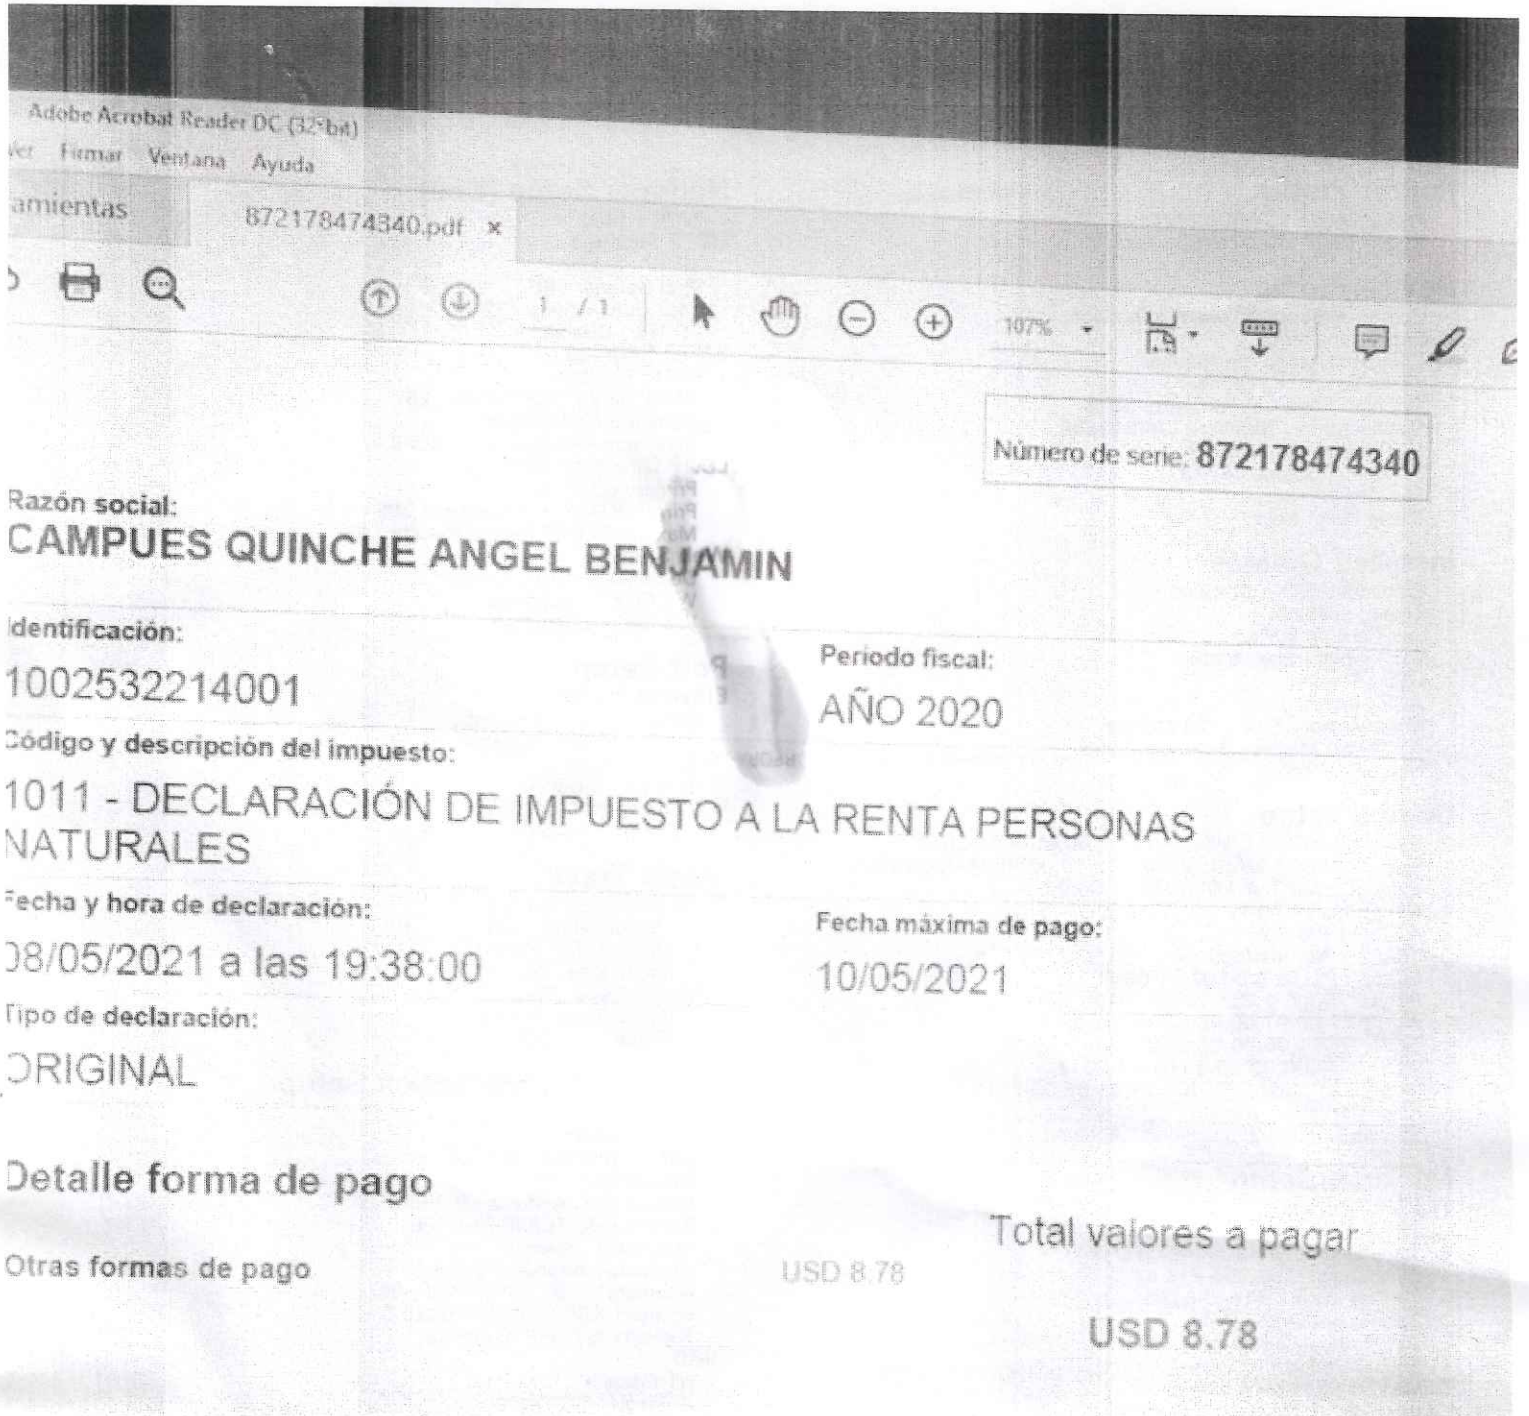 Adobe Acrobat Reader DC (32-bit)
Ver Firmar Ventana Ayuda
amientas 872178474340.pdf ×
1 / 1 107%
Número de serie: 872178474340
Razón social:
CAMPUES QUINCHE ANGEL BENJAMIN
Identificación: Periodo fiscal:
1002532214001 AÑO 2020
Código y descripción del impuesto:
1011 - DECLARACIÓN DE IMPUESTO A LA RENTA PERSONAS
NATURALES
Fecha y hora de declaración: Fecha máxima de pago:
08/05/2021 a las 19:38:00 10/05/2021
Tipo de declaración:
ORIGINAL
Detalle forma de pago
Total valores a pagar
Otras formas de pago USD 8.78
USD 8.78